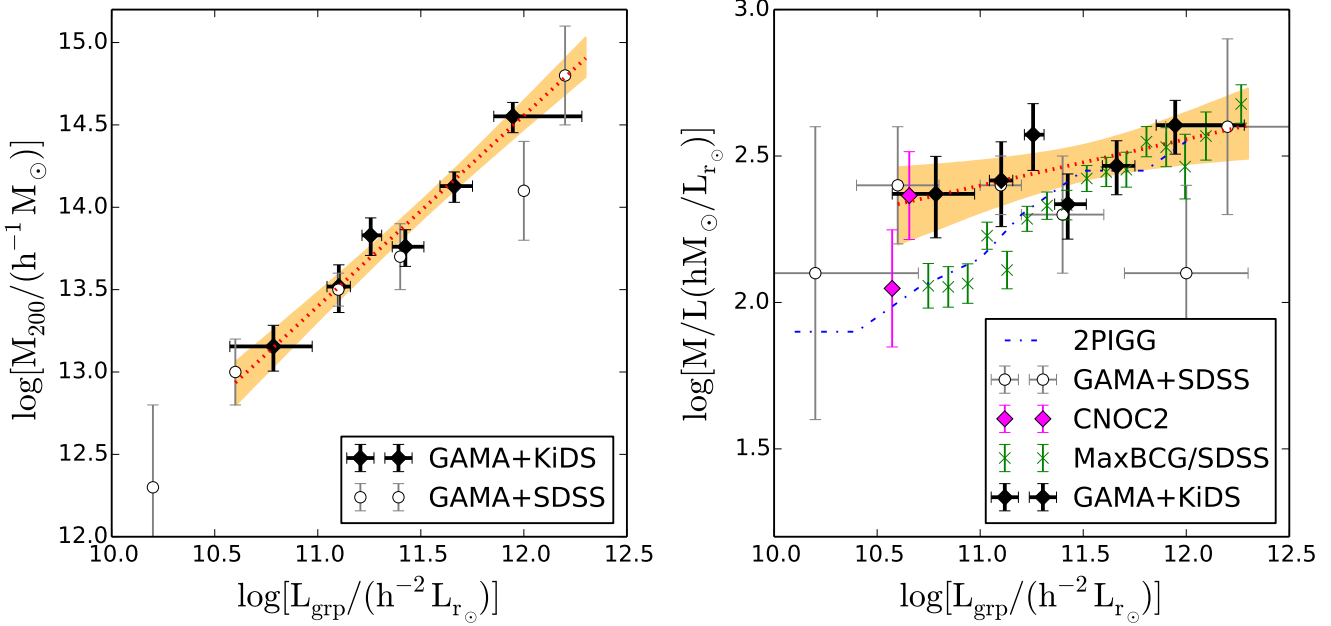 15.0
14.5
14.0
13.5
13.0
12.5
12.0
log[M200/(h−1 M⊙)]
GAMA+KiDS
GAMA+SDSS
10.0 10.5 11.0 11.5 12.0 12.5
log[Lgrp/(h−2 Lr⊙)]
3.0
2.5
2.0
1.5
log[M/L(hM⊙/Lr⊙)]
2PIGG
GAMA+SDSS
CNOC2
MaxBCG/SDSS
GAMA+KiDS
10.0 10.5 11.0 11.5 12.0 12.5
log[Lgrp/(h−2 Lr⊙)]